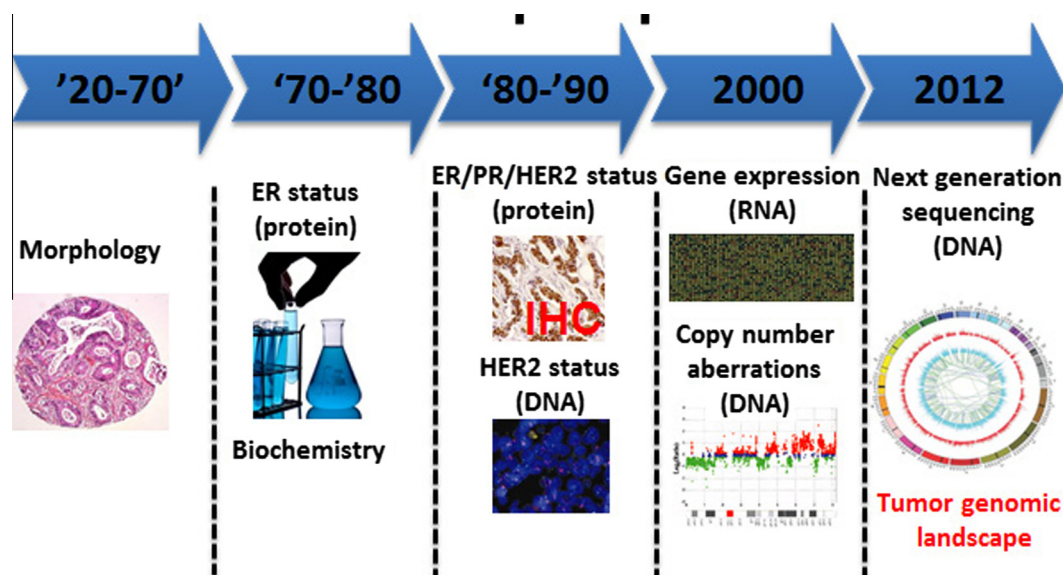 ’20-70’
‘70-’80
‘80-’90
2000
2012
Morphology
ER status
(protein)
Biochemistry
ER/PR/HER2 status
(protein)
IHC
HER2 status
(DNA)
Gene expression
(RNA)
Copy number
aberrations
(DNA)
Next generation
sequencing
(DNA)
Tumor genomic
landscape